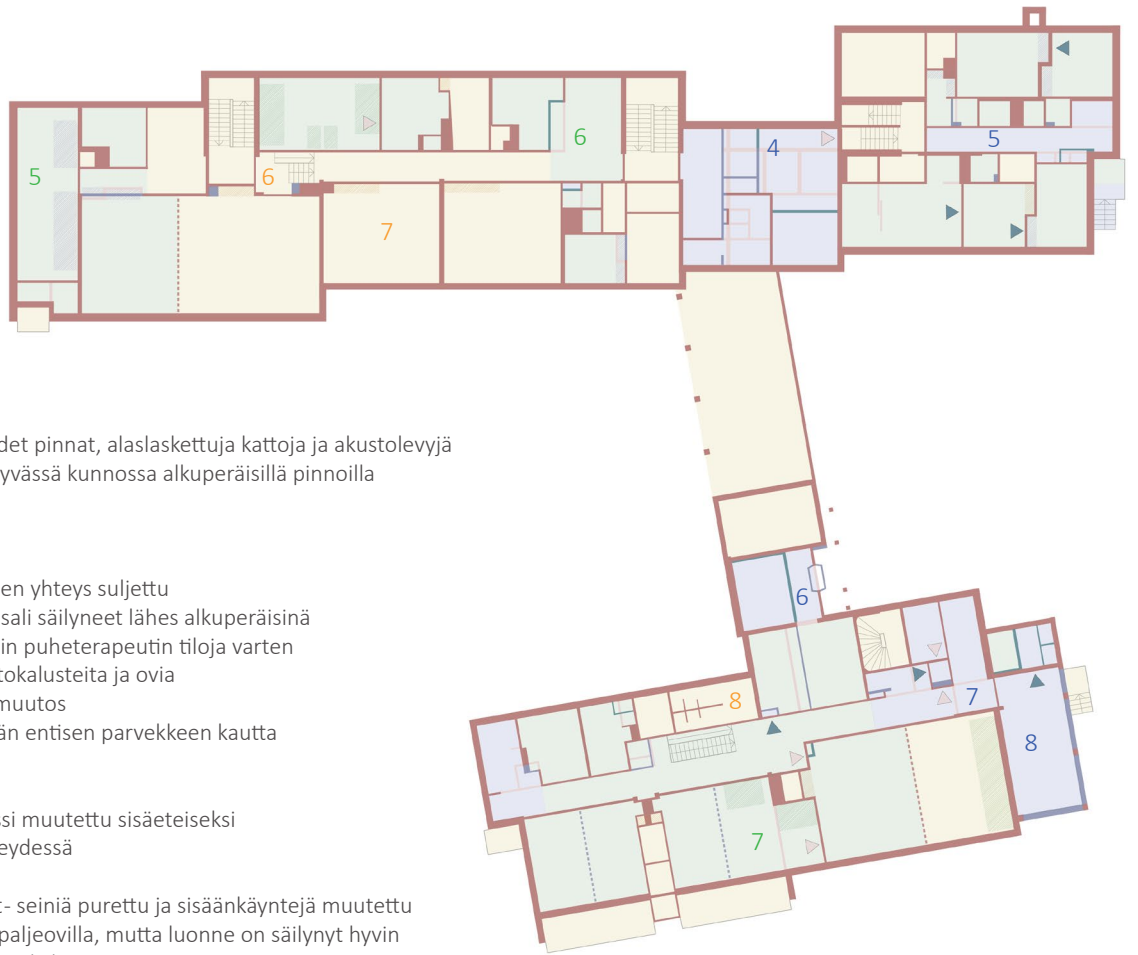 5
6
6
7
4
5
det pinnat, alaslaskettuja kattoja ja akustolevyjä
yvässä kunnossa alkuperäisillä pinnoilla
en yhteys suljettu
sali säilyneet lähes alkuperäisinä
in puheterapeutin tiloja varten
tokalusteita ja ovia
muutos
än entisen parvekkeen kautta
ssi muutettu sisäeteiseksi
eydessä
t- seiniä purettu ja sisäänkäyntejä muutettu
paljeovilla, mutta luonne on säilynyt hyvin
6
8
7
8
7